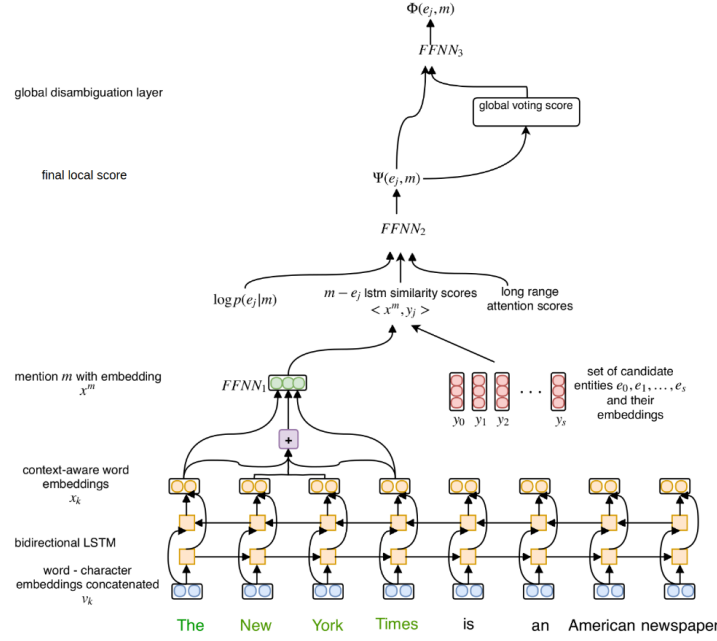 Φ(e_j, m)
FFNN_3
global disambiguation layer
global voting score
final local score
Ψ(e_j, m)
FFNN_2
log p(e_j|m)
m − e_j lstm similarity scores
< x^m, y_j >
long range
attention scores
mention m with embedding
x^m
FFNN_1
set of candidate
entities e_0, e_1, . . . , e_s
and their
embeddings
y_0 y_1 y_2 . . . y_s
+
context-aware word
embeddings
x_k
bidirectional LSTM
word - character
embeddings concatenated
v_k
The New York Times is an American newspaper